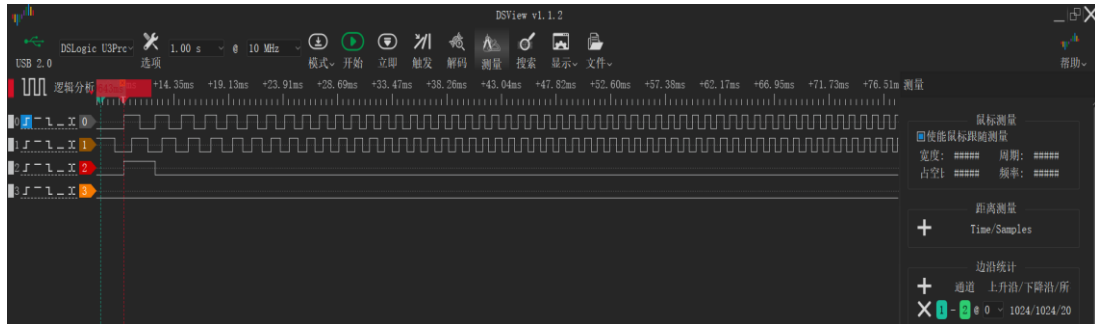 DSView v1.1.2
DSLogic U3Pro 1.00 s @ 10 MHz
USB 2.0 选项 模式 开始 立即 触发 解码 测量 搜索 显示 文件 帮助
逻辑分析 +14.35ms +19.13ms +23.91ms +28.69ms +33.47ms +38.26ms +43.04ms +47.82ms +52.60ms +57.38ms +62.17ms +66.95ms +71.73ms +76.51m 测量
0 0
1 1
2 2
3 3
鼠标测量
使能鼠标跟随测量
宽度: ##### 周期: #####
占空比 ##### 频率: #####
距离测量
Time/Samples
边沿统计
通道 上升沿/下降沿/所
1 - 2 @ 0 1024/1024/20